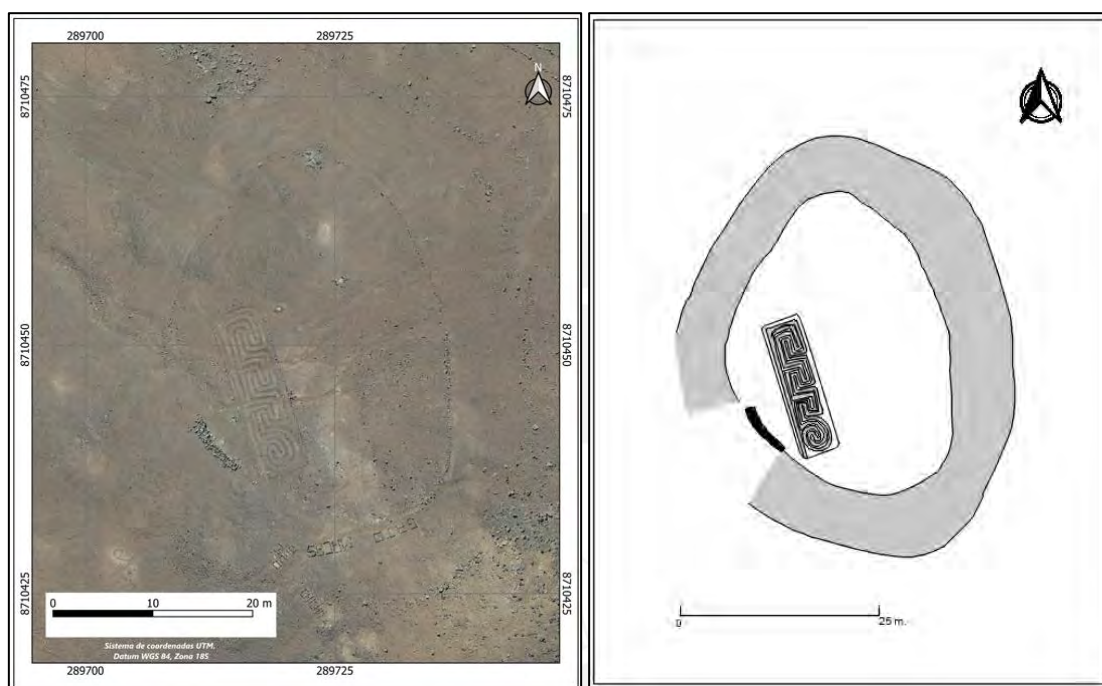 289700 289725
8710475 8710475
N
8710450 8710450
8710425 8710425
0 10 20 m
Sistema de coordenadas UTM.
Datum WGS 84, Zona 18S
289700 289725
0 25 m.